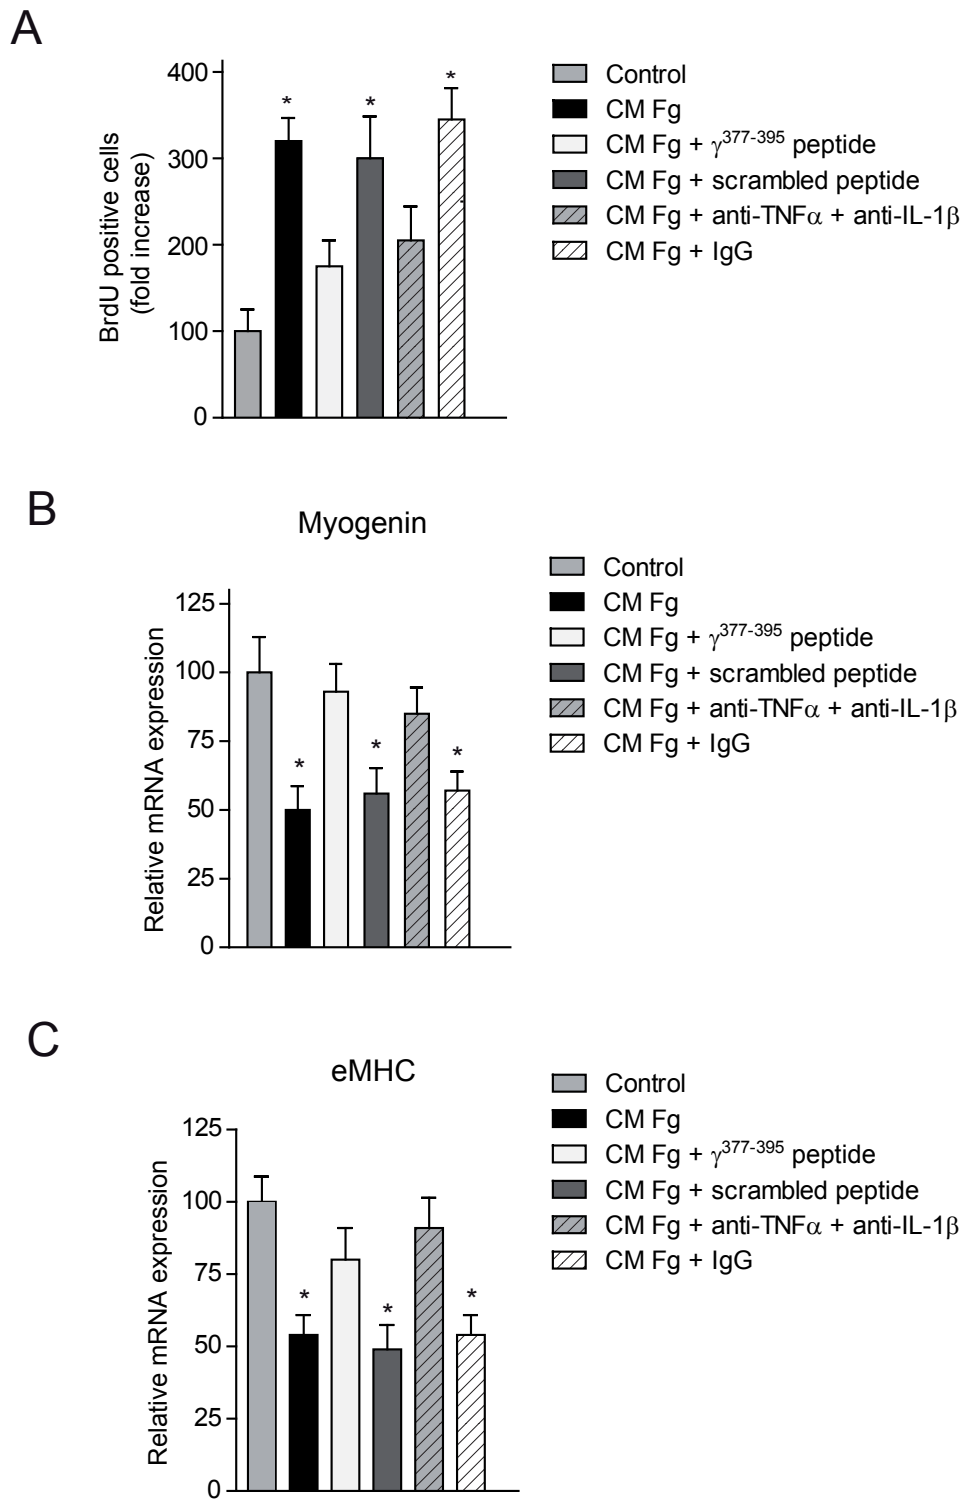 A
BrdU positive cells
(fold increase)
400
300
200
100
0
*
*
*
Control
CM Fg
CM Fg + γ377-395 peptide
CM Fg + scrambled peptide
CM Fg + anti-TNFα + anti-IL-1β
CM Fg + IgG
B
Myogenin
Relative mRNA expression
125
100
75
50
25
0
*
*
*
Control
CM Fg
CM Fg + γ377-395 peptide
CM Fg + scrambled peptide
CM Fg + anti-TNFα + anti-IL-1β
CM Fg + IgG
C
eMHC
Relative mRNA expression
125
100
75
50
25
0
*
*
*
Control
CM Fg
CM Fg + γ377-395 peptide
CM Fg + scrambled peptide
CM Fg + anti-TNFα + anti-IL-1β
CM Fg + IgG